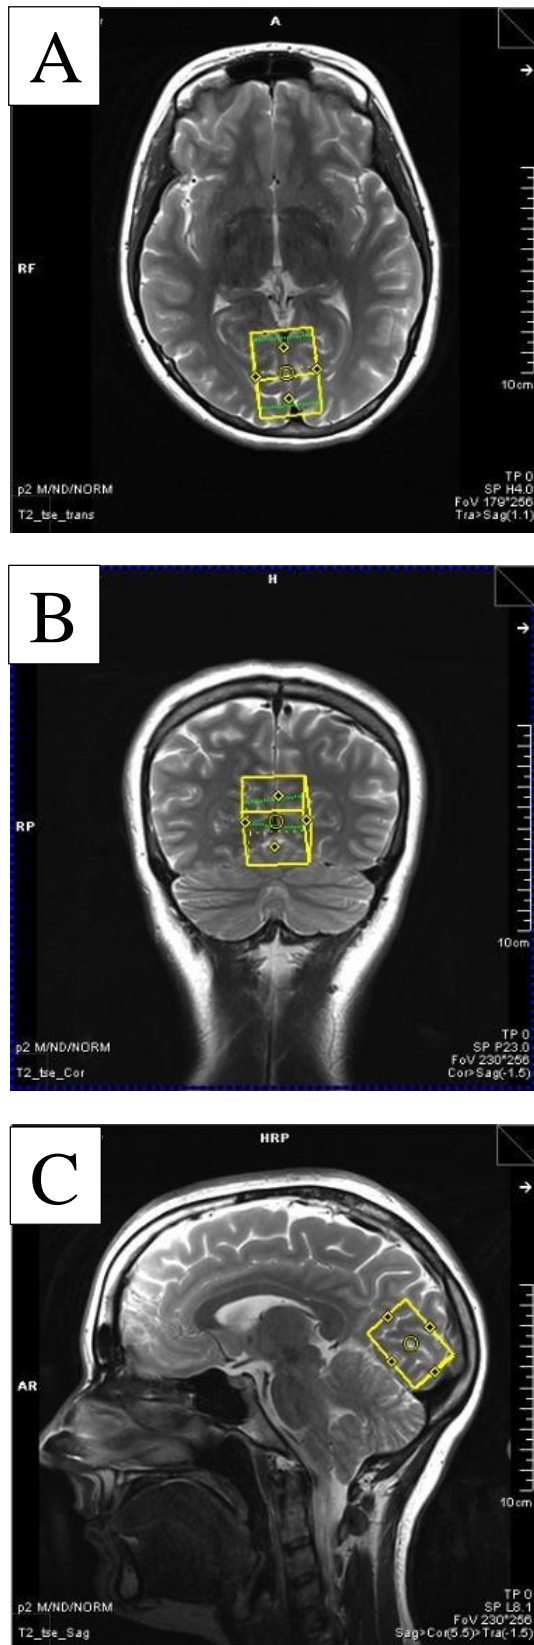 A
A
RF
10cm
p2 M/ND/NORM
T2_tse_trans
TP 0
SP H4.0
FoV 179*256
Tra>Sag(1.1)
B
H
RP
10cm
p2 M/ND/NORM
T2_tse_Cor
TP 0
SP P23.0
FoV 230*256
Cor>Sag(-1.5)
C
HRP
AR
10cm
p2 M/ND/NORM
T2_tse_Sag
TP 0
SP L8.1
FoV 230*256
Sag>Cor(5.5)>Tra(-1.5)